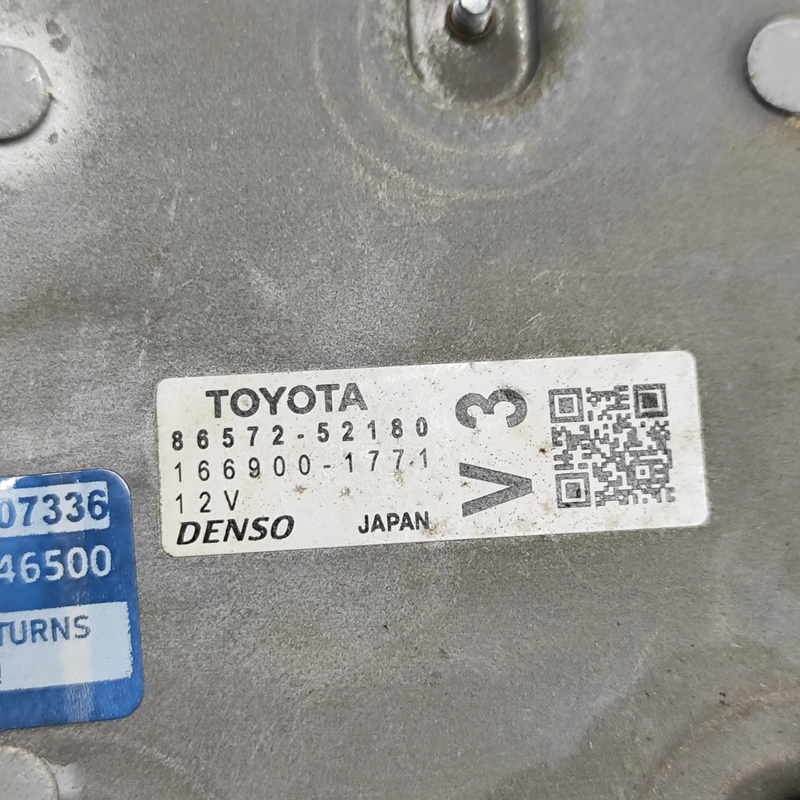 TOYOTA
86572-52180
166900-1771
12V
DENSO JAPAN
V3
07336
46500
TURNS